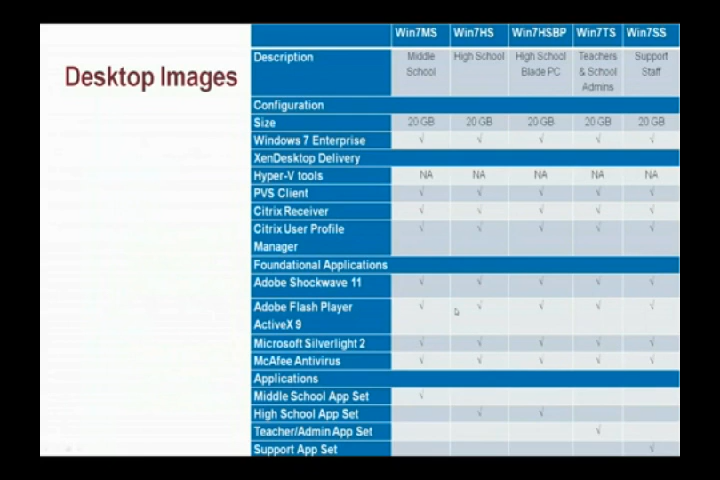 Desktop Images
Win7MS Win7HS Win7HSBP Win7TS Win7SS
Description Middle School High School High School Blade PC Teachers & School Admins Support Staff
Configuration
Size 20 GB 20 GB 20 GB 20 GB 20 GB
Windows 7 Enterprise √ √ √ √ √
XenDesktop Delivery
Hyper-V tools NA NA NA NA NA
PVS Client √ √ √ √ √
Citrix Receiver √ √ √ √ √
Citrix User Profile Manager √ √ √ √ √
Foundational Applications
Adobe Shockwave 11 √ √ √ √ √
Adobe Flash Player ActiveX 9 √ √ √ √ √
Microsoft Silverlight 2 √ √ √ √ √
McAfee Antivirus √ √ √ √ √
Applications
Middle School App Set √
High School App Set √ √
Teacher/Admin App Set √
Support App Set √